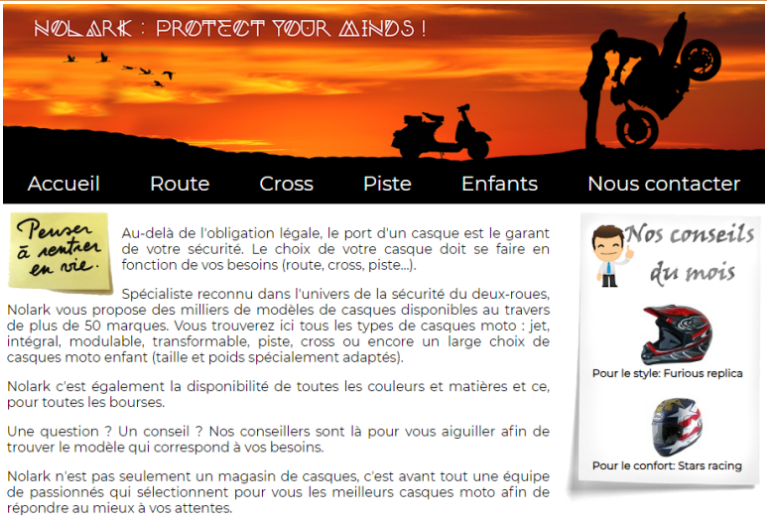 NOLARK : PROTECT YOUR MINDS !
Accueil Route Cross Piste Enfants Nous contacter
Penser
à rentrer
en vie.
Au-delà de l'obligation légale, le port d'un casque est le garant
de votre sécurité. Le choix de votre casque doit se faire en
fonction de vos besoins (route, cross, piste...).
Spécialiste reconnu dans l'univers de la sécurité du deux-roues,
Nolark vous propose des milliers de modèles de casques disponibles au travers
de plus de 50 marques. Vous trouverez ici tous les types de casques moto : jet,
intégral, modulable, transformable, piste, cross ou encore un large choix de
casques moto enfant (taille et poids spécialement adaptés).
Nolark c'est également la disponibilité de toutes les couleurs et matières et ce,
pour toutes les bourses.
Une question ? Un conseil ? Nos conseillers sont là pour vous aiguiller afin de
trouver le modèle qui correspond à vos besoins.
Nolark n'est pas seulement un magasin de casques, c'est avant tout une équipe
de passionnés qui sélectionnent pour vous les meilleurs casques moto afin de
répondre au mieux à vos attentes.
Nos conseils
du mois
Pour le style: Furious replica
Pour le confort: Stars racing